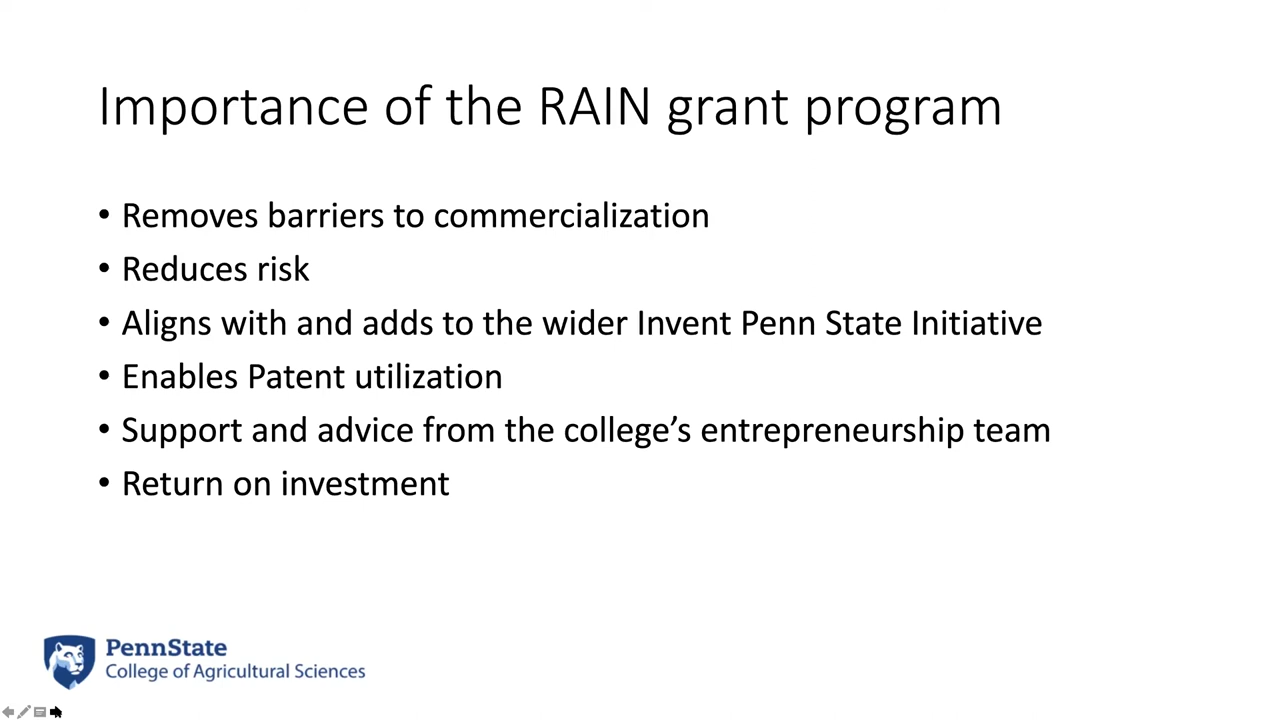 Importance of the RAIN grant program
• Removes barriers to commercialization
• Reduces risk
• Aligns with and adds to the wider Invent Penn State Initiative
• Enables Patent utilization
• Support and advice from the college’s entrepreneurship team
• Return on investment
PennState
College of Agricultural Sciences